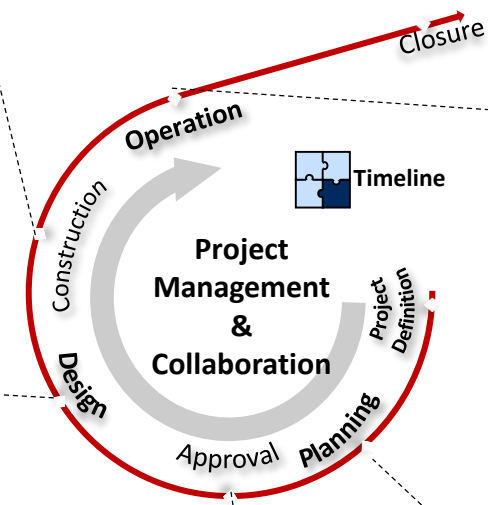 Closure
Operation
Timeline
Construction
Project
Management
&
Collaboration
Project
Definition
Design
Planning
Approval